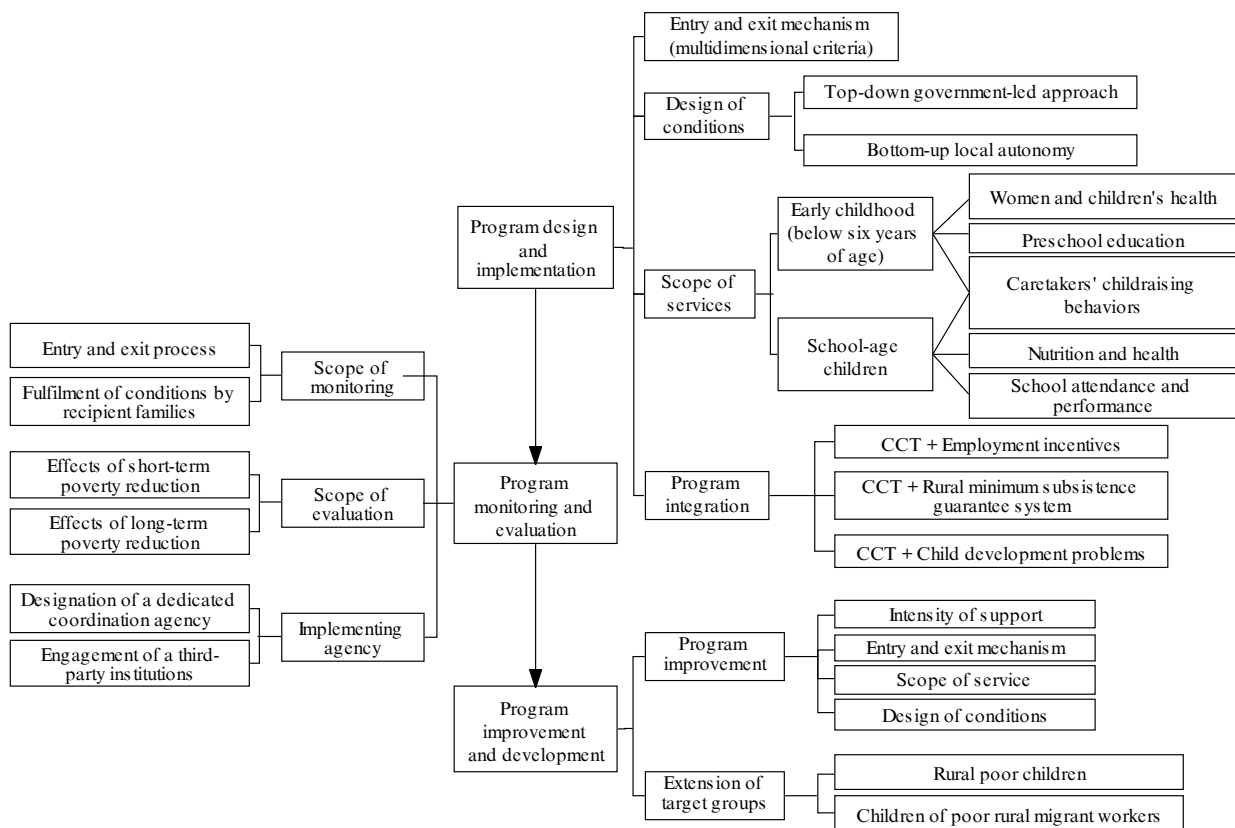 Entry and exit mechanism
(multidimensional criteria)
Design of
conditions
Top-down government-led approach
Bottom-up local autonomy
Program design
and
implementation
Scope of
services
Early childhood
(below six years
of age)
School-age
children
Women and children's health
Preschool education
Caretakers' childraising
behaviors
Nutrition and health
School attendance and
performance
Program
integration
CCT + Employment incentives
CCT + Rural minimum subsistence
guarantee system
CCT + Child development problems
Entry and exit process
Fulfilment of conditions by
recipient families
Scope of
monitoring
Effects of short-term
poverty reduction
Effects of long-term
poverty reduction
Scope of
evaluation
Designation of a dedicated
coordination agency
Engagement of a third-
party institutions
Implementing
agency
Program
monitoring and
evaluation
Program
improvement
and development
Program
improvement
Intensity of support
Entry and exit mechanism
Scope of service
Design of conditions
Extension of
target groups
Rural poor children
Children of poor rural migrant workers